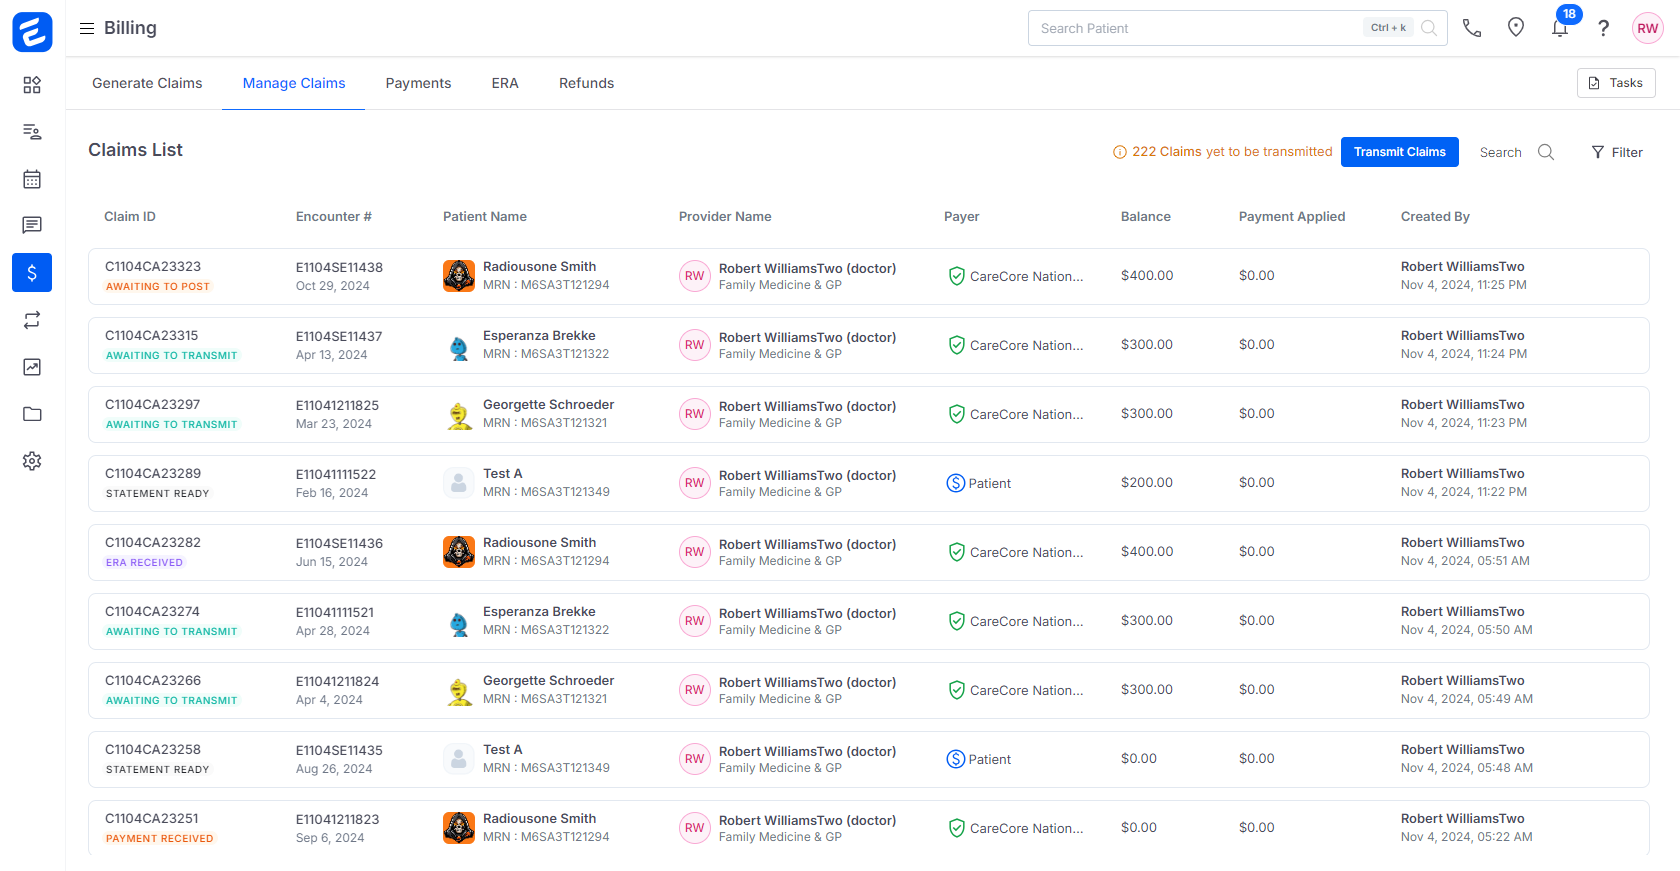 Billing
Search Patient
Ctrl + k
18
?
RW
Generate Claims
Manage Claims
Payments
ERA
Refunds
Tasks
Claims List
222 Claims yet to be transmitted
Transmit Claims
Search
Filter
Claim ID
Encounter #
Patient Name
Provider Name
Payer
Balance
Payment Applied
Created By
C1104CA23323
AWAITING TO POST
E1104SE11438
Oct 29, 2024
Radiousone Smith
MRN : M6SA3T121294
RW
Robert WilliamsTwo (doctor)
Family Medicine & GP
CareCore Nation...
$400.00
$0.00
Robert WilliamsTwo
Nov 4, 2024, 11:25 PM
C1104CA23315
AWAITING TO TRANSMIT
E1104SE11437
Apr 13, 2024
Esperanza Brekke
MRN : M6SA3T121322
RW
Robert WilliamsTwo (doctor)
Family Medicine & GP
CareCore Nation...
$300.00
$0.00
Robert WilliamsTwo
Nov 4, 2024, 11:24 PM
C1104CA23297
AWAITING TO TRANSMIT
E11041211825
Mar 23, 2024
Georgette Schroeder
MRN : M6SA3T121321
RW
Robert WilliamsTwo (doctor)
Family Medicine & GP
CareCore Nation...
$300.00
$0.00
Robert WilliamsTwo
Nov 4, 2024, 11:23 PM
C1104CA23289
STATEMENT READY
E11041111522
Feb 16, 2024
Test A
MRN : M6SA3T121349
RW
Robert WilliamsTwo (doctor)
Family Medicine & GP
Patient
$200.00
$0.00
Robert WilliamsTwo
Nov 4, 2024, 11:22 PM
C1104CA23282
ERA RECEIVED
E1104SE11436
Jun 15, 2024
Radiousone Smith
MRN : M6SA3T121294
RW
Robert WilliamsTwo (doctor)
Family Medicine & GP
CareCore Nation...
$400.00
$0.00
Robert WilliamsTwo
Nov 4, 2024, 05:51 AM
C1104CA23274
AWAITING TO TRANSMIT
E11041111521
Apr 28, 2024
Esperanza Brekke
MRN : M6SA3T121322
RW
Robert WilliamsTwo (doctor)
Family Medicine & GP
CareCore Nation...
$300.00
$0.00
Robert WilliamsTwo
Nov 4, 2024, 05:50 AM
C1104CA23266
AWAITING TO TRANSMIT
E11041211824
Apr 4, 2024
Georgette Schroeder
MRN : M6SA3T121321
RW
Robert WilliamsTwo (doctor)
Family Medicine & GP
CareCore Nation...
$300.00
$0.00
Robert WilliamsTwo
Nov 4, 2024, 05:49 AM
C1104CA23258
STATEMENT READY
E1104SE11435
Aug 26, 2024
Test A
MRN : M6SA3T121349
RW
Robert WilliamsTwo (doctor)
Family Medicine & GP
Patient
$0.00
$0.00
Robert WilliamsTwo
Nov 4, 2024, 05:48 AM
C1104CA23251
PAYMENT RECEIVED
E11041211823
Sep 6, 2024
Radiousone Smith
MRN : M6SA3T121294
RW
Robert WilliamsTwo (doctor)
Family Medicine & GP
CareCore Nation...
$0.00
$0.00
Robert WilliamsTwo
Nov 4, 2024, 05:22 AM